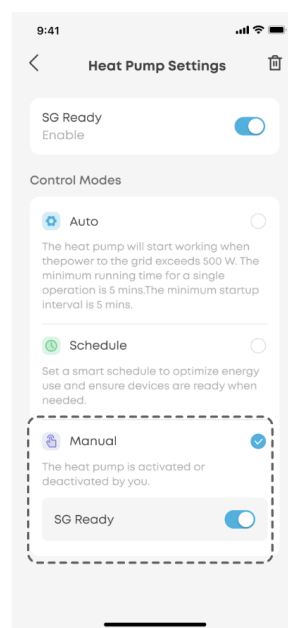 9:41
Heat Pump Settings
SG Ready
Enable
Control Modes
Auto
The heat pump will start working when
thepower to the grid exceeds 500 W. The
minimum running time for a single
operation is 5 mins.The minimum startup
interval is 5 mins.
Schedule
Set a smart schedule to optimize energy
use and ensure devices are ready when
needed.
Manual
The heat pump is activated or
deactivated by you.
SG Ready